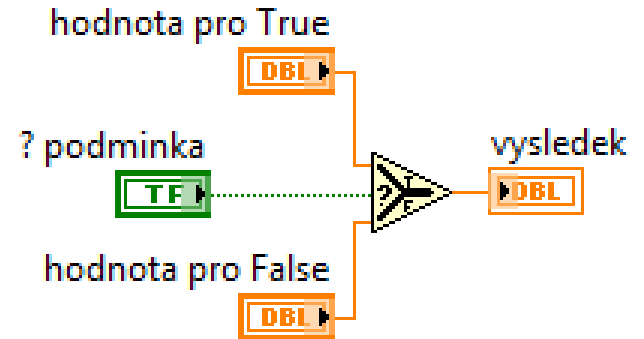 hodnota pro True
DBL
? podminka
TF
? T F
vysledek
DBL
hodnota pro False
DBL